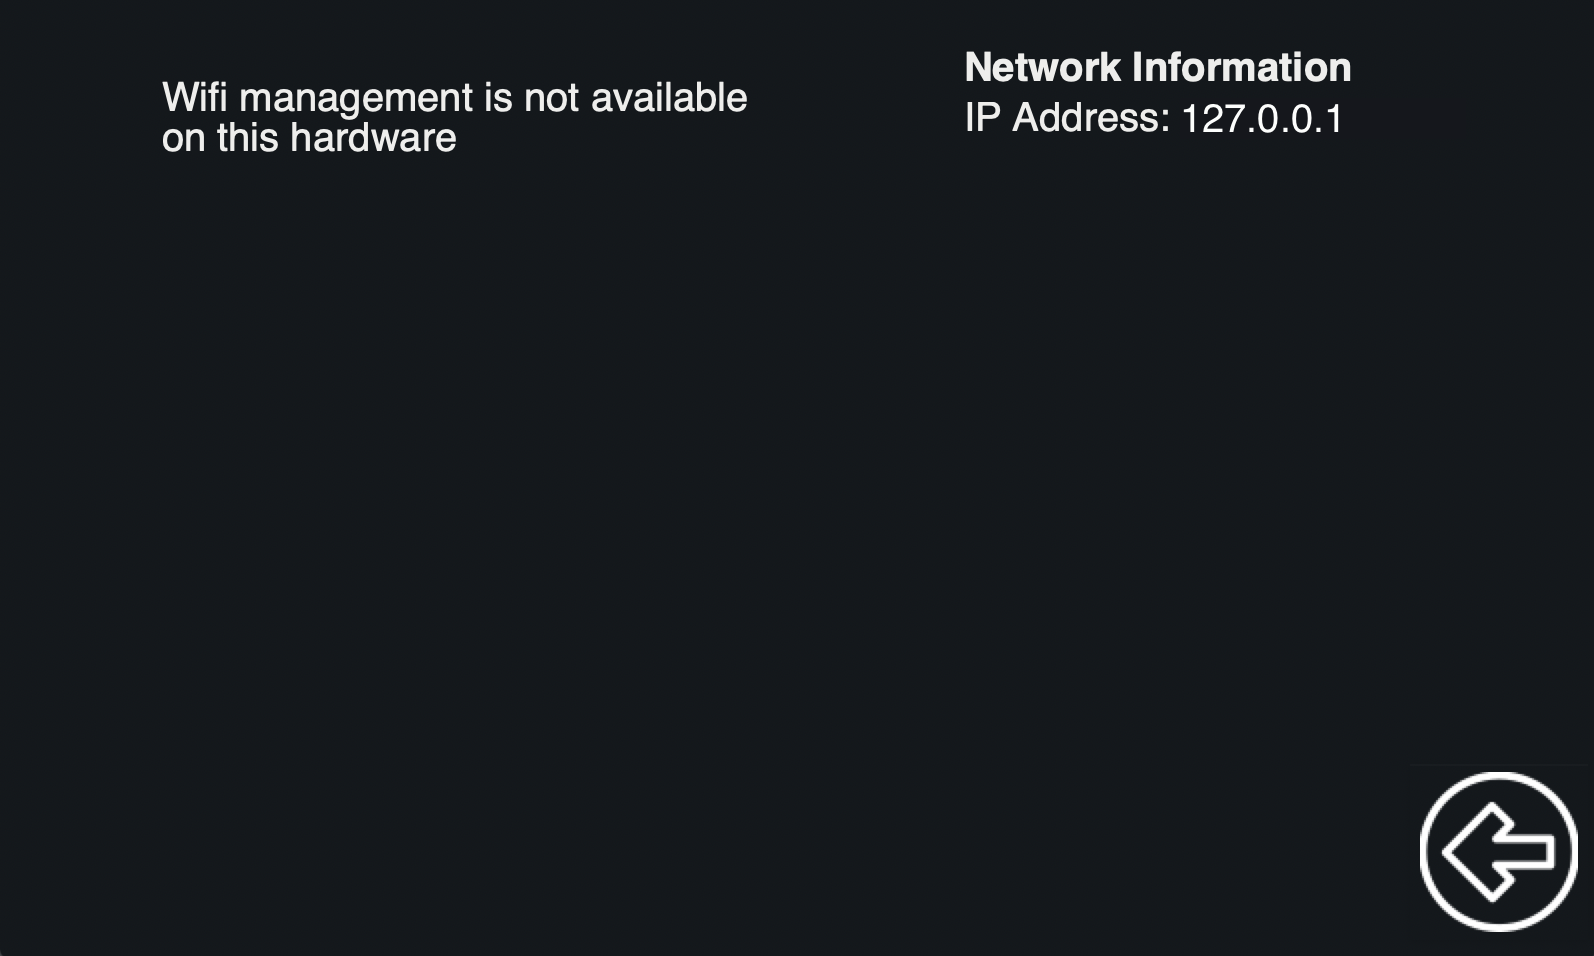 Wifi management is not available
on this hardware
Network Information
IP Address: 127.0.0.1